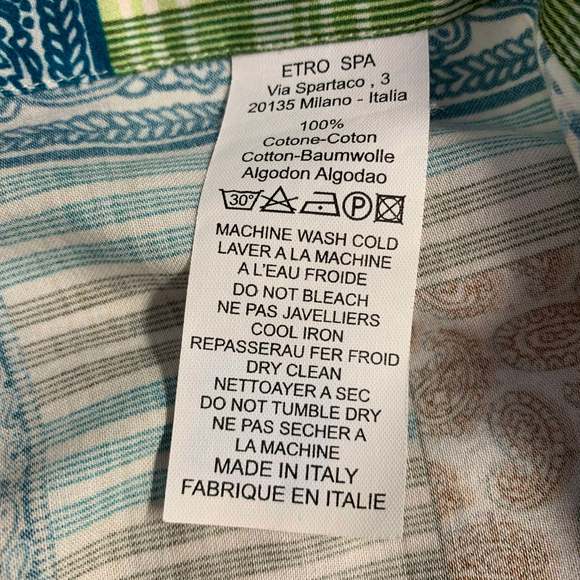 ETRO SPA
Via Spartaco , 3
20135 Milano - Italia
100%
Cotone-Coton
Cotton-Baumwolle
Algodon Algodao
30° P
MACHINE WASH COLD
LAVER A LA MACHINE
A L'EAU FROIDE
DO NOT BLEACH
NE PAS JAVELLIERS
COOL IRON
REPASSERAU FER FROID
DRY CLEAN
NETTOAYER A SEC
DO NOT TUMBLE DRY
NE PAS SECHER A
LA MACHINE
MADE IN ITALY
FABRIQUE EN ITALIE